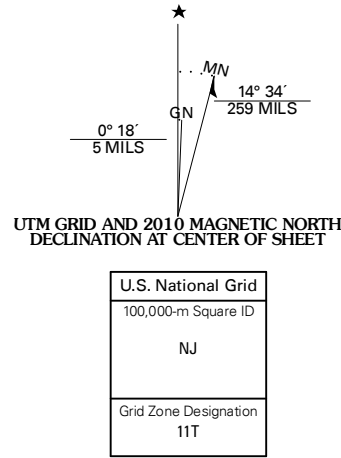 ★
MN
GN
14° 34´
259 MILS
0° 18´
5 MILS
UTM GRID AND 2010 MAGNETIC NORTH
DECLINATION AT CENTER OF SHEET
U.S. National Grid
100,000-m Square ID
NJ
Grid Zone Designation
11T